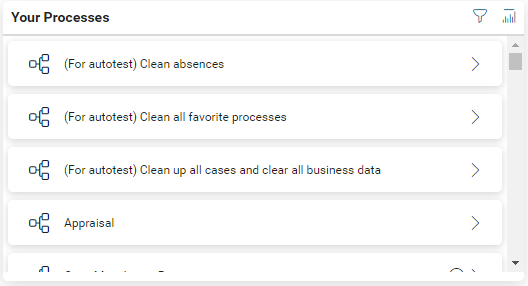 Your Processes
(For autotest) Clean absences
(For autotest) Clean all favorite processes
(For autotest) Clean up all cases and clear all business data
Appraisal